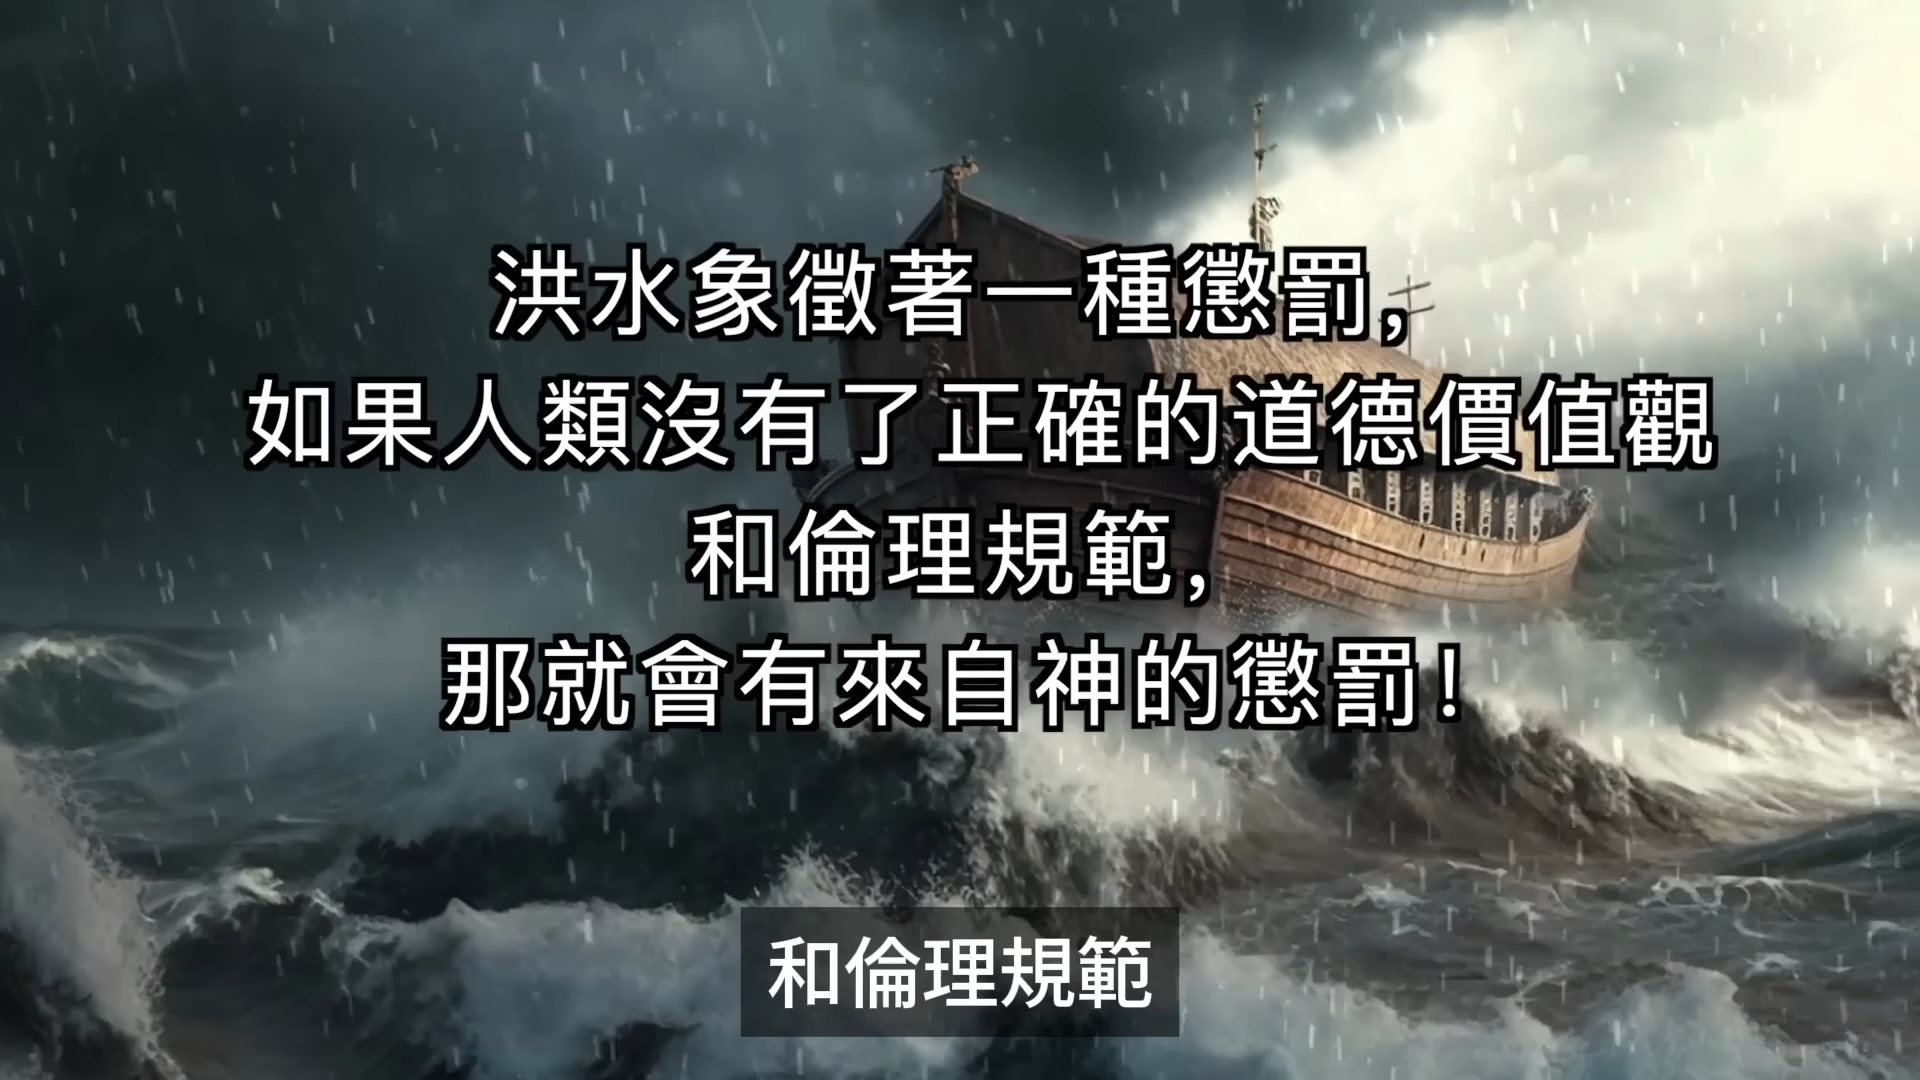 洪水象徵著一種懲罰,
如果人類沒有了正確的道德價值觀
和倫理規範,
那就會有來自神的懲罰!
和倫理規範